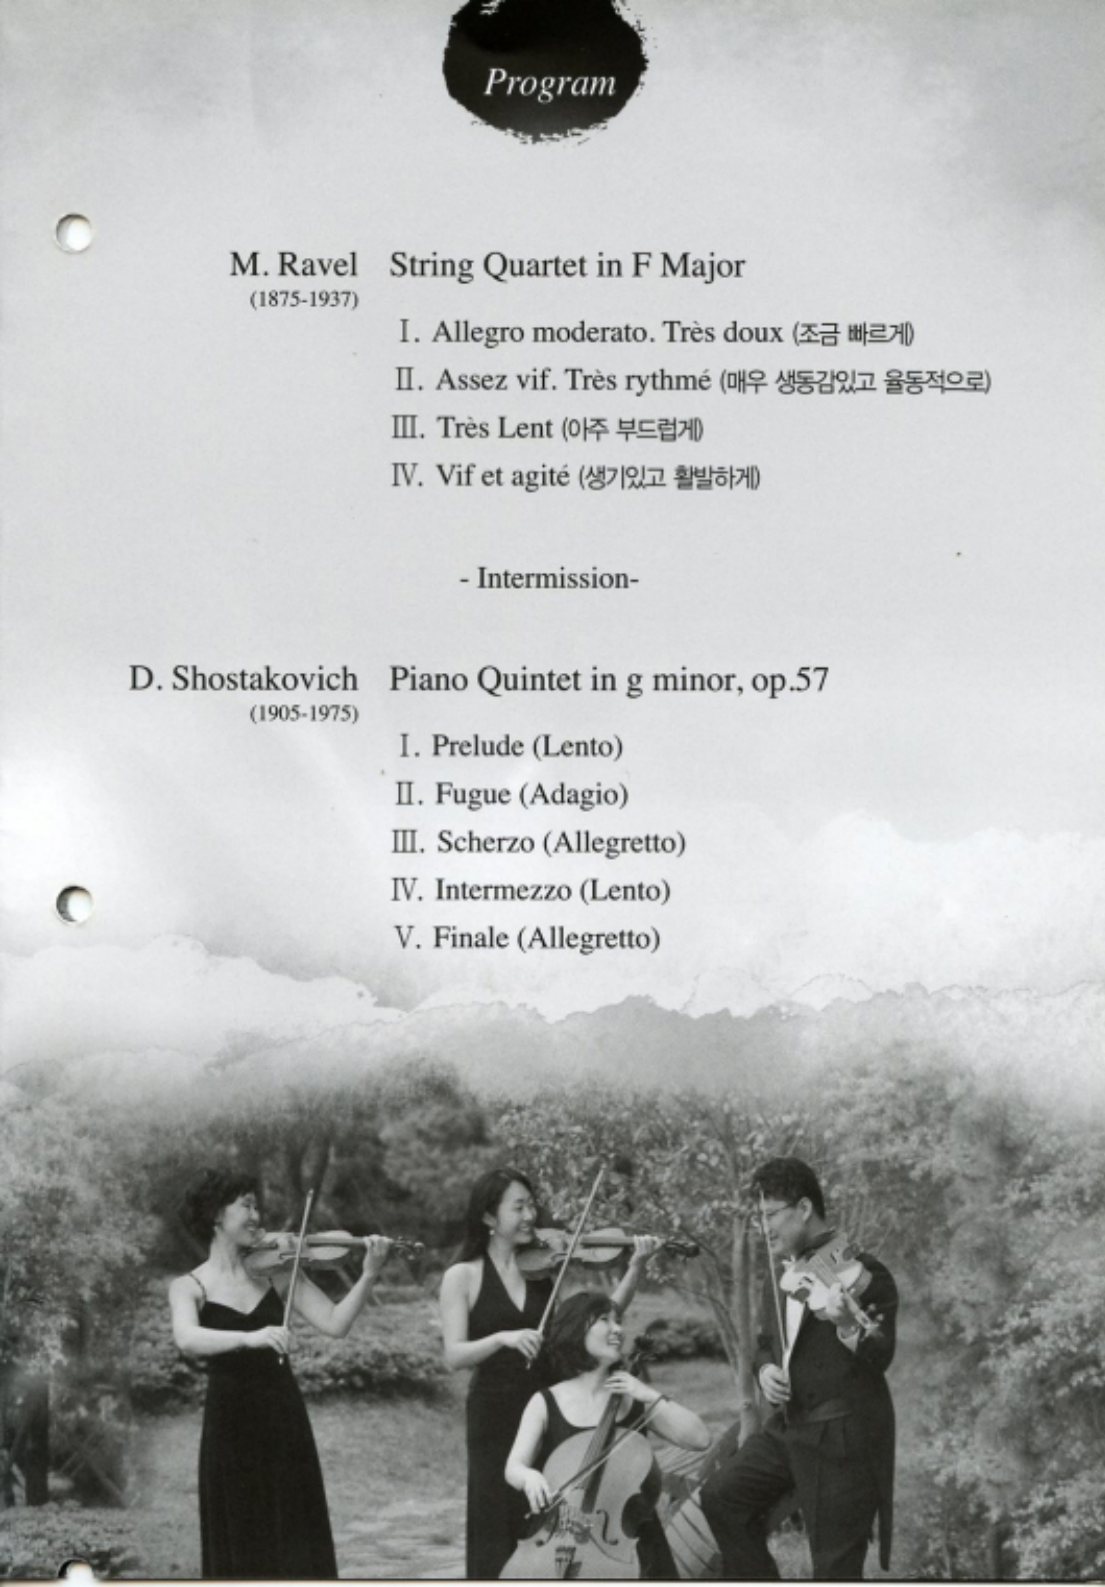 Program
M. Ravel String Quartet in F Major
(1875-1937)
Ⅰ. Allegro moderato. Très doux (조금 빠르게)
Ⅱ. Assez vif. Très rythmé (매우 생동감있고 율동적으로)
Ⅲ. Très Lent (아주 부드럽게)
Ⅳ. Vif et agité (생기있고 활발하게)
- Intermission-
D. Shostakovich Piano Quintet in g minor, op.57
(1905-1975)
Ⅰ. Prelude (Lento)
Ⅱ. Fugue (Adagio)
Ⅲ. Scherzo (Allegretto)
Ⅳ. Intermezzo (Lento)
Ⅴ. Finale (Allegretto)